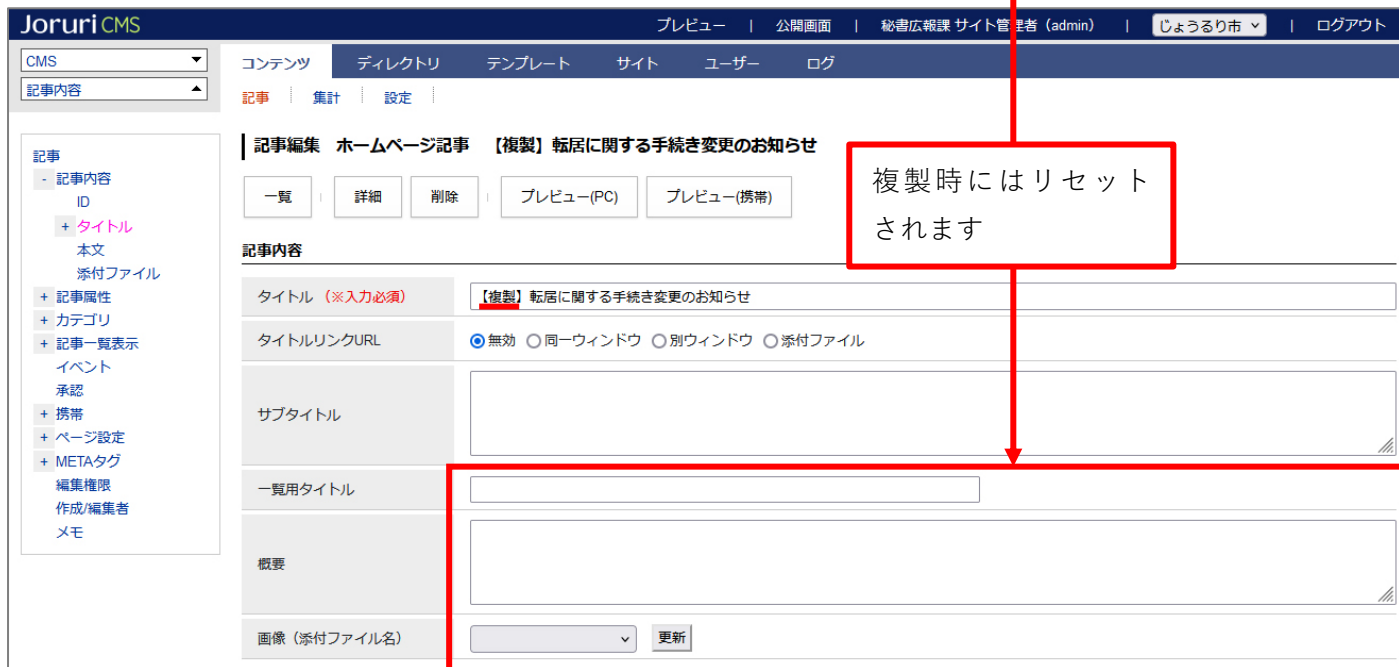 Joruri CMS プレビュー | 公開画面 | 秘書広報課 サイト管理者（admin） | じょうるり市 | ログアウト
CMS
記事内容
コンテンツ ディレクトリ テンプレート サイト ユーザー ログ
記事 集計 設定
記事
- 記事内容
ID
+ タイトル
本文
添付ファイル
+ 記事属性
+ カテゴリ
+ 記事一覧表示
イベント
承認
+ 携帯
+ ページ設定
+ METAタグ
編集権限
作成/編集者
メモ
記事編集 ホームページ記事 【複製】転居に関する手続き変更のお知らせ
一覧 詳細 削除 プレビュー(PC) プレビュー(携帯)
複製時にはリセット
されます
記事内容
タイトル（※入力必須） 【複製】転居に関する手続き変更のお知らせ
タイトルリンクURL 無効 同一ウィンドウ 別ウィンドウ 添付ファイル
サブタイトル
一覧用タイトル
概要
画像（添付ファイル名） 更新